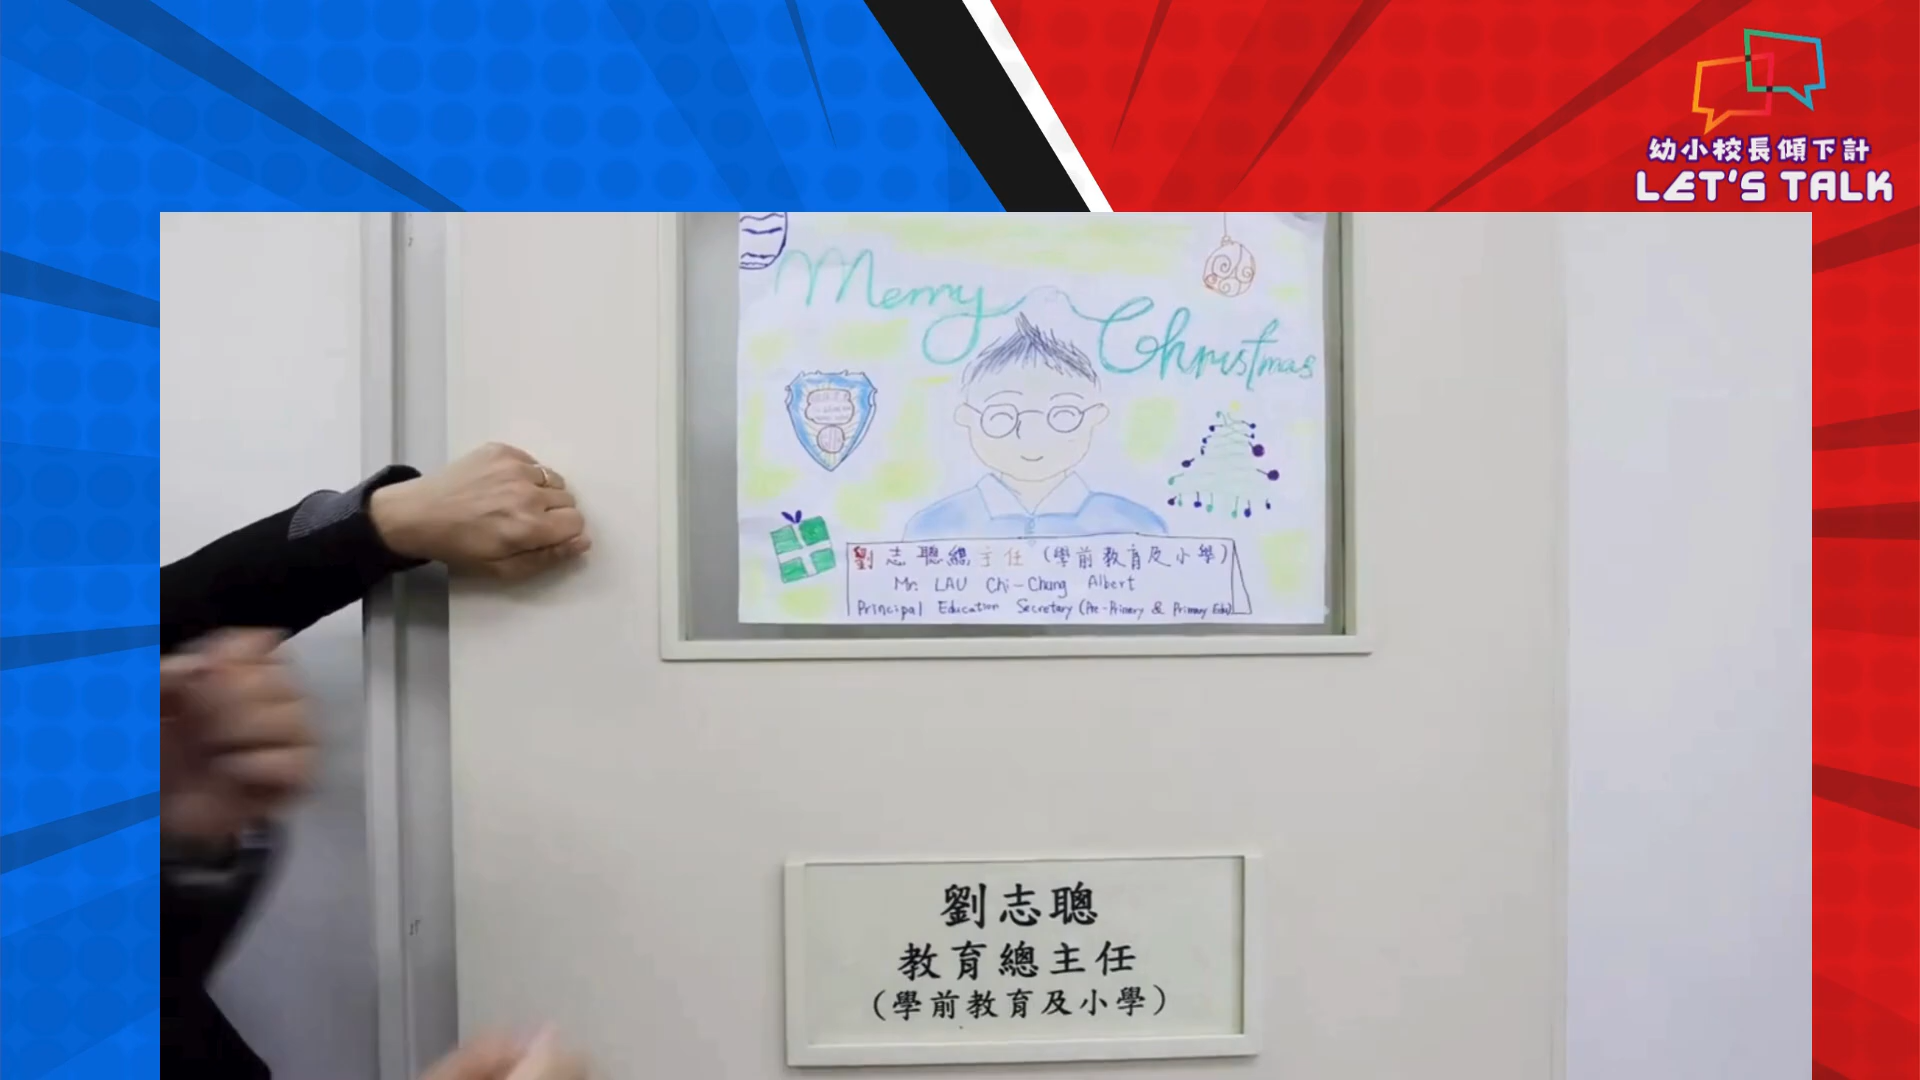 幼小校長傾下計
LET'S TALK
Merry Christmas
劉志聰總主任(學前教育及小學)
Mr. LAU Chi-Chung Albert
Principal Education Secretary (Pre-Primary & Primary Edu)
劉志聰
教育總主任
(學前教育及小學)